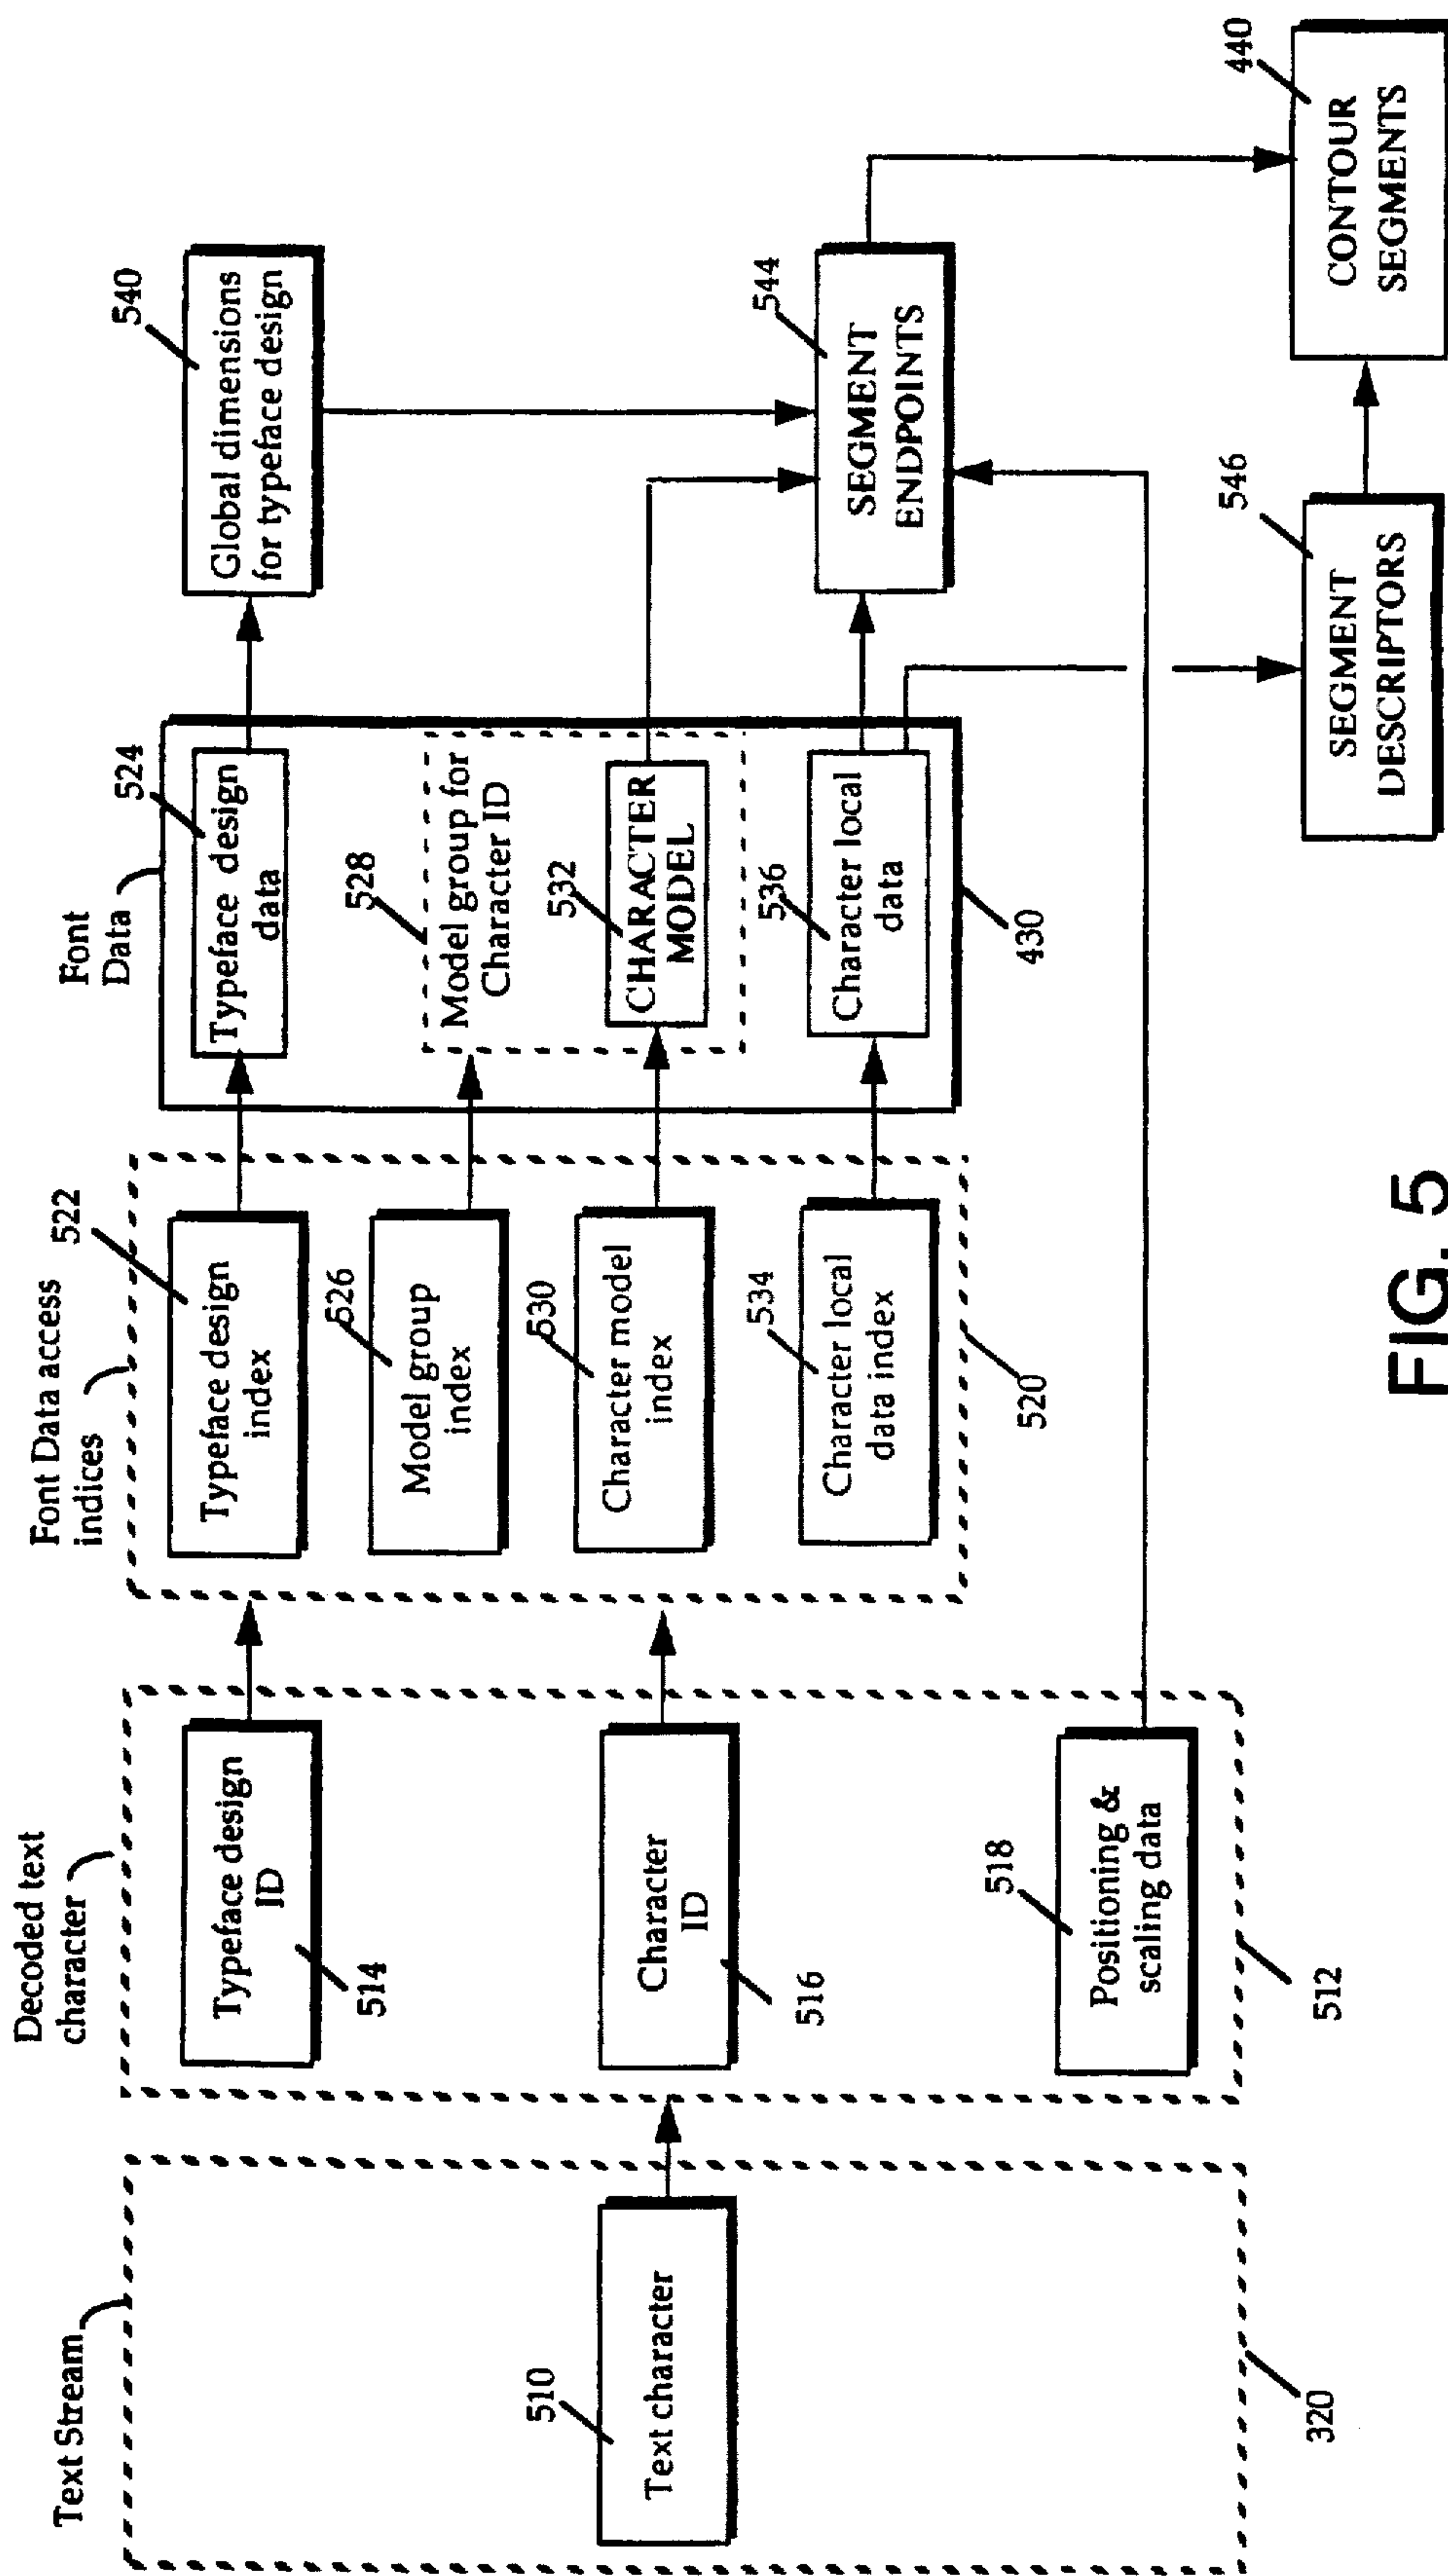 Text Stream
510
Text character
320
Decoded text
character
Typeface design
ID
514
Character
ID
516
518
Positioning &
scaling data
512
Font Data access
indices
522
Typeface design
index
526
Model group
index
530
Character model
index
534
Character local
data index
520
Font
Data
524
Typeface design
data
528
Model group for
Character ID
532
CHARACTER
MODEL
536
Character local
data
430
540
Global dimensions
for typeface design
544
SEGMENT
ENDPOINTS
546
SEGMENT
DESCRIPTORS
440
CONTOUR
SEGMENTS
FIG. 5